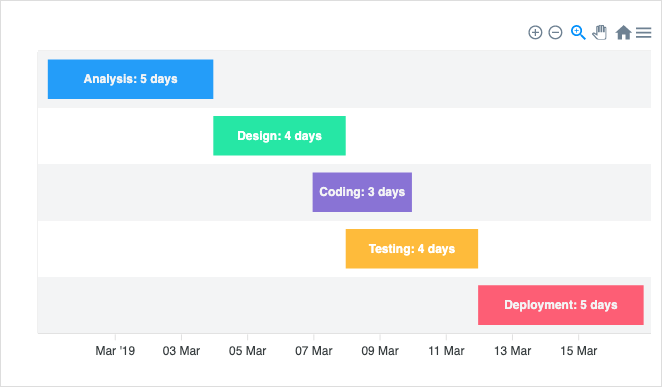 Analysis: 5 days
Design: 4 days
Coding: 3 days
Testing: 4 days
Deployment: 5 days
Mar '19 03 Mar 05 Mar 07 Mar 09 Mar 11 Mar 13 Mar 15 Mar